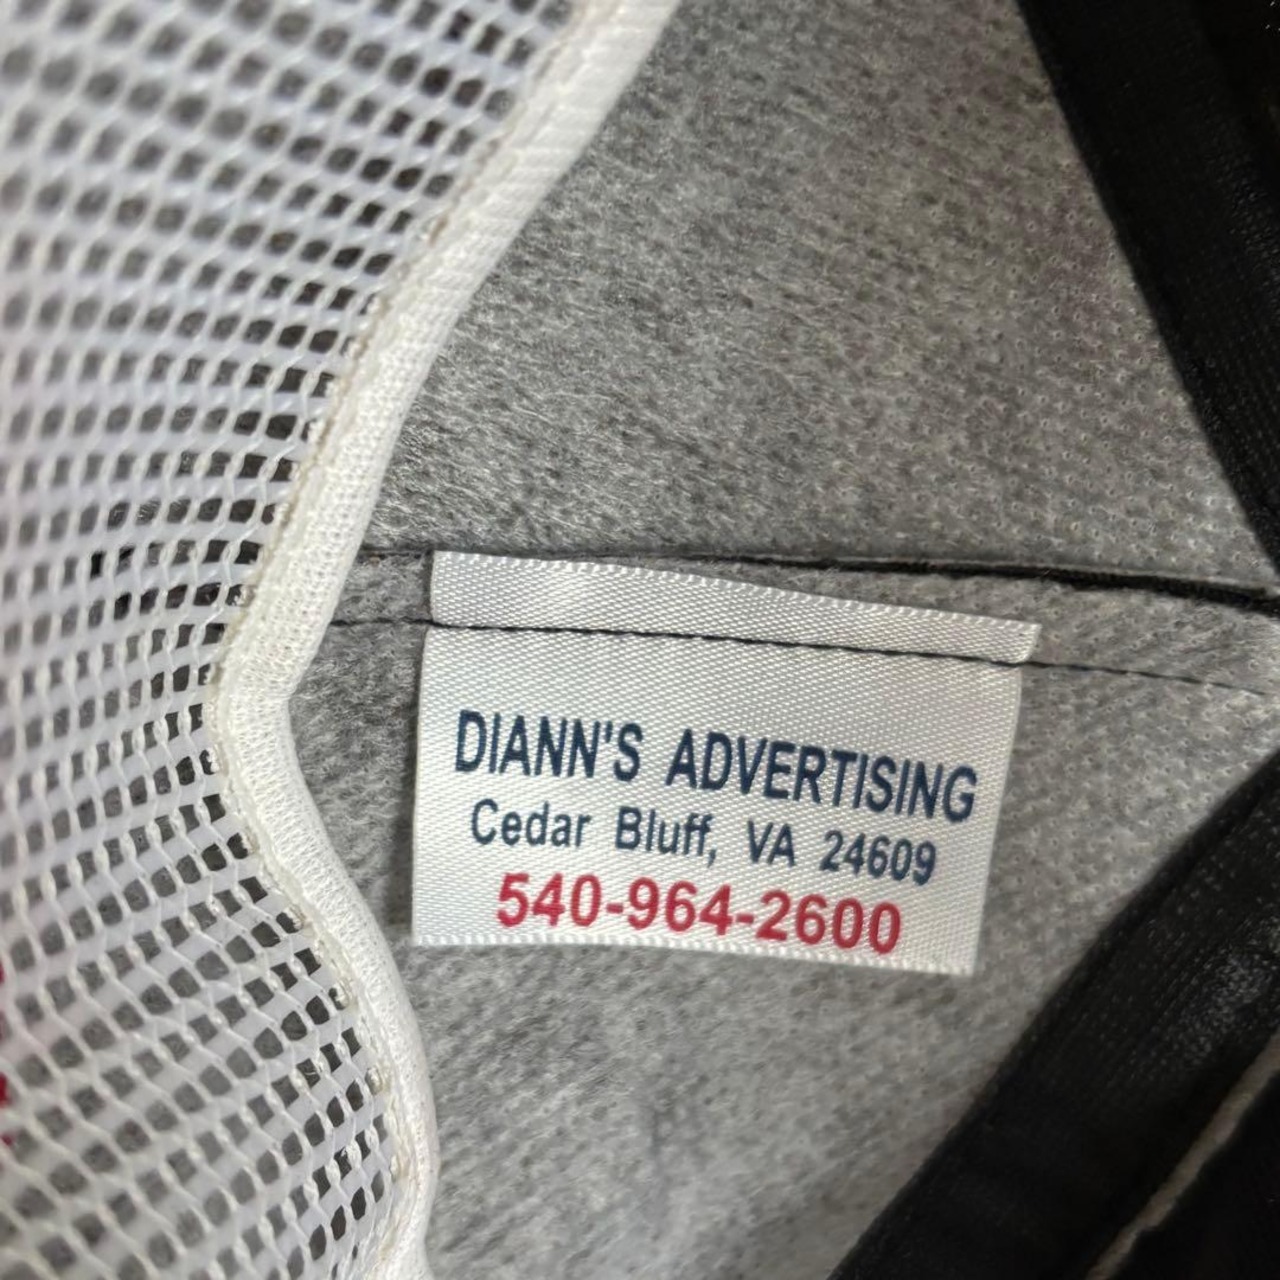 DIANN'S ADVERTISING
Cedar Bluff, VA 24609
540-964-2600